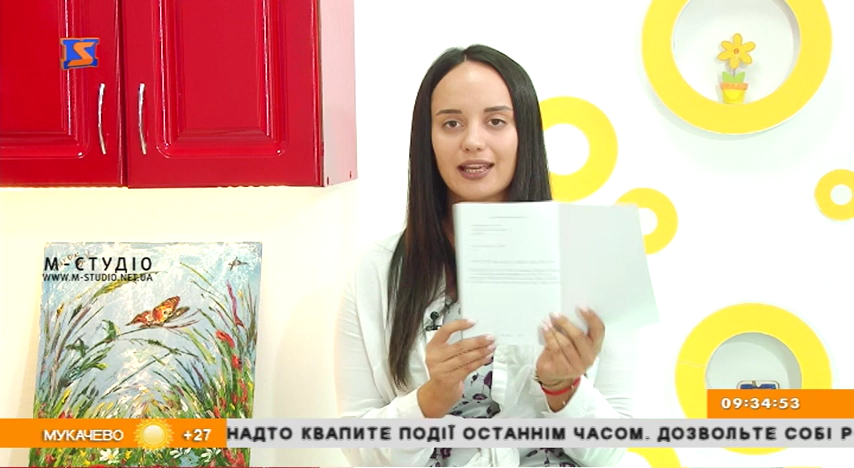 М-СТУДІО
WWW.M-STUDIO.NET.UA
09:34:53
МУКАЧЕВО +27 НАДТО КВАПИТЕ ПОДІЇ ОСТАННІМ ЧАСОМ. ДОЗВОЛЬТЕ СОБІ Р